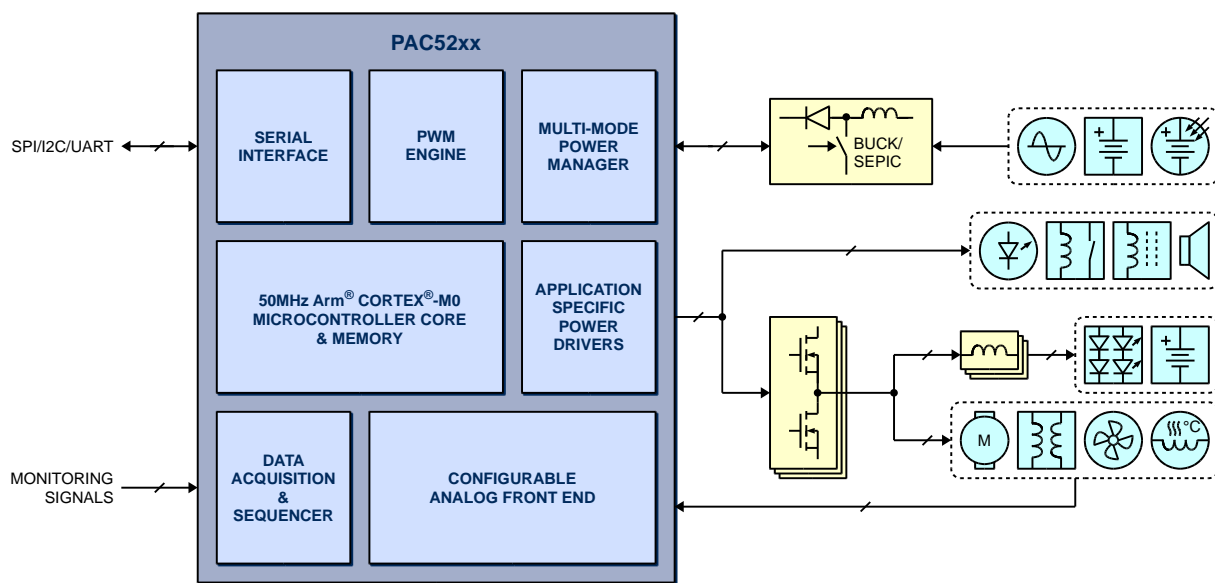 PAC52xx
SERIAL
INTERFACE
PWM
ENGINE
MULTI-MODE
POWER
MANAGER
SPI/I2C/UART
BUCK/
SEPIC
50MHz Arm® CORTEX®-M0
MICROCONTROLLER CORE
& MEMORY
APPLICATION
SPECIFIC
POWER
DRIVERS
M
°C
DATA
ACQUISITION
&
SEQUENCER
CONFIGURABLE
ANALOG FRONT END
MONITORING
SIGNALS